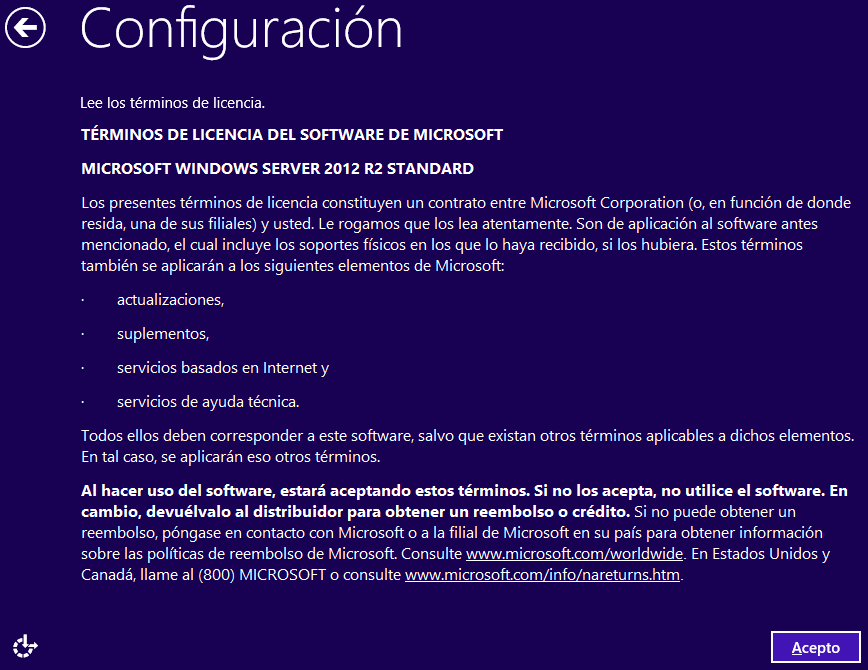 Configuración
Lee los términos de licencia.
TÉRMINOS DE LICENCIA DEL SOFTWARE DE MICROSOFT
MICROSOFT WINDOWS SERVER 2012 R2 STANDARD
Los presentes términos de licencia constituyen un contrato entre Microsoft Corporation (o, en función de donde
resida, una de sus filiales) y usted. Le rogamos que los lea atentamente. Son de aplicación al software antes
mencionado, el cual incluye los soportes físicos en los que lo haya recibido, si los hubiera. Estos términos
también se aplicarán a los siguientes elementos de Microsoft:
· actualizaciones,
· suplementos,
· servicios basados en Internet y
· servicios de ayuda técnica.
Todos ellos deben corresponder a este software, salvo que existan otros términos aplicables a dichos elementos.
En tal caso, se aplicarán eso otros términos.
Al hacer uso del software, estará aceptando estos términos. Si no los acepta, no utilice el software. En
cambio, devuélvalo al distribuidor para obtener un reembolso o crédito. Si no puede obtener un
reembolso, póngase en contacto con Microsoft o a la filial de Microsoft en su país para obtener información
sobre las políticas de reembolso de Microsoft. Consulte www.microsoft.com/worldwide. En Estados Unidos y
Canadá, llame al (800) MICROSOFT o consulte www.microsoft.com/info/nareturns.htm.
Acepto